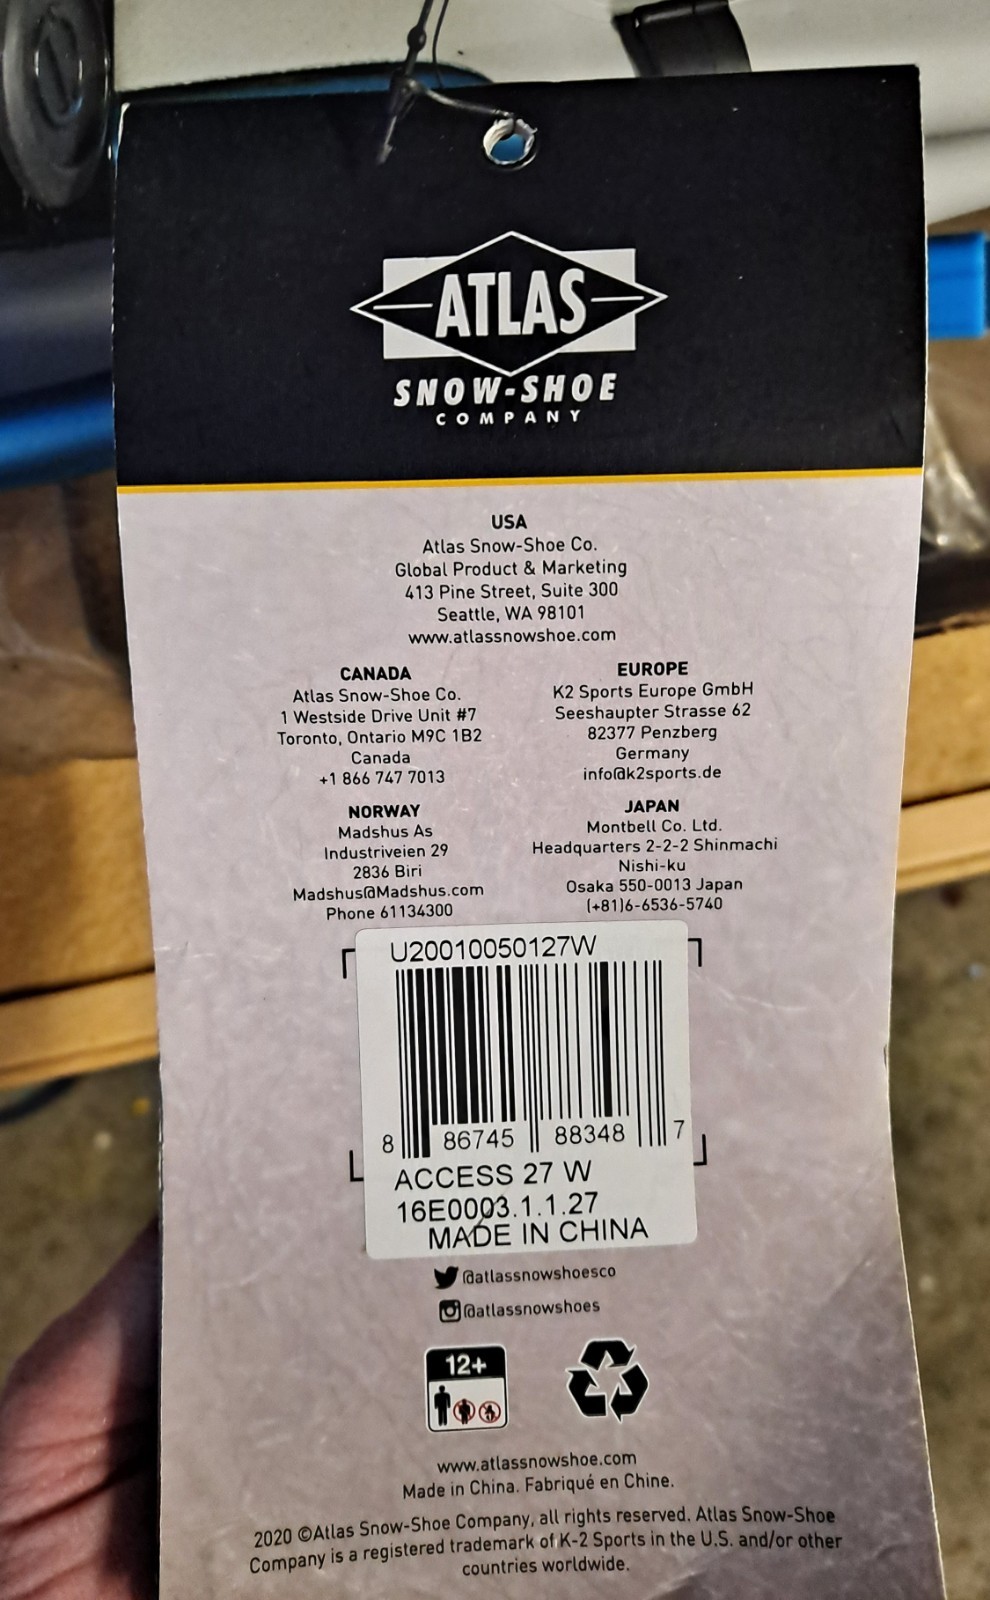 ATLAS
SNOW-SHOE
COMPANY
USA
Atlas Snow-Shoe Co.
Global Product & Marketing
413 Pine Street, Suite 300
Seattle, WA 98101
www.atlassnowshoe.com
CANADA
Atlas Snow-Shoe Co.
1 Westside Drive Unit #7
Toronto, Ontario M9C 1B2
Canada
+1 866 747 7013
EUROPE
K2 Sports Europe GmbH
Seeshaupter Strasse 62
82377 Penzberg
Germany
info@k2sports.de
NORWAY
Madshus As
Industriveien 29
2836 Biri
Madshus@Madshus.com
Phone 61134300
JAPAN
Montbell Co. Ltd.
Headquarters 2-2-2 Shinmachi
Nishi-ku
Osaka 550-0013 Japan
(+81)6-6536-5740
U20010050127W
8 86745 88348 7
ACCESS 27 W
16E0003.1.1.27
MADE IN CHINA
@atlassnowshoesco
@atlassnowshoes
12+
www.atlassnowshoe.com
Made in China. Fabriqué en Chine.
2020 ©Atlas Snow-Shoe Company, all rights reserved. Atlas Snow-Shoe
Company is a registered trademark of K-2 Sports in the U.S. and/or other
countries worldwide.